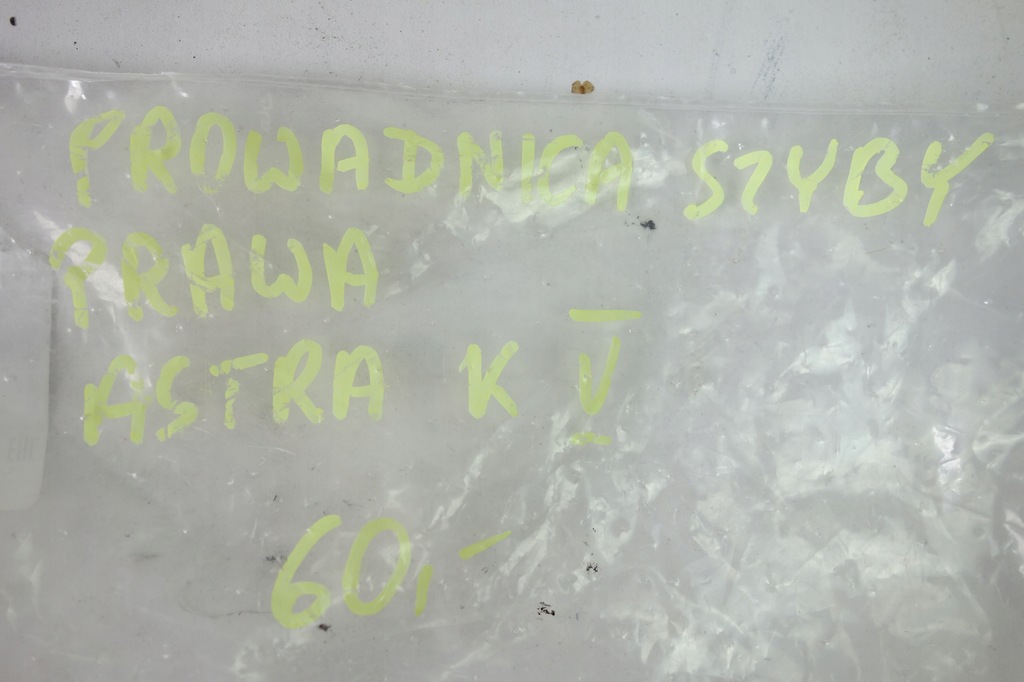 PROWADNICA SZYBY
PRAWA
ASTRA K V
60,-